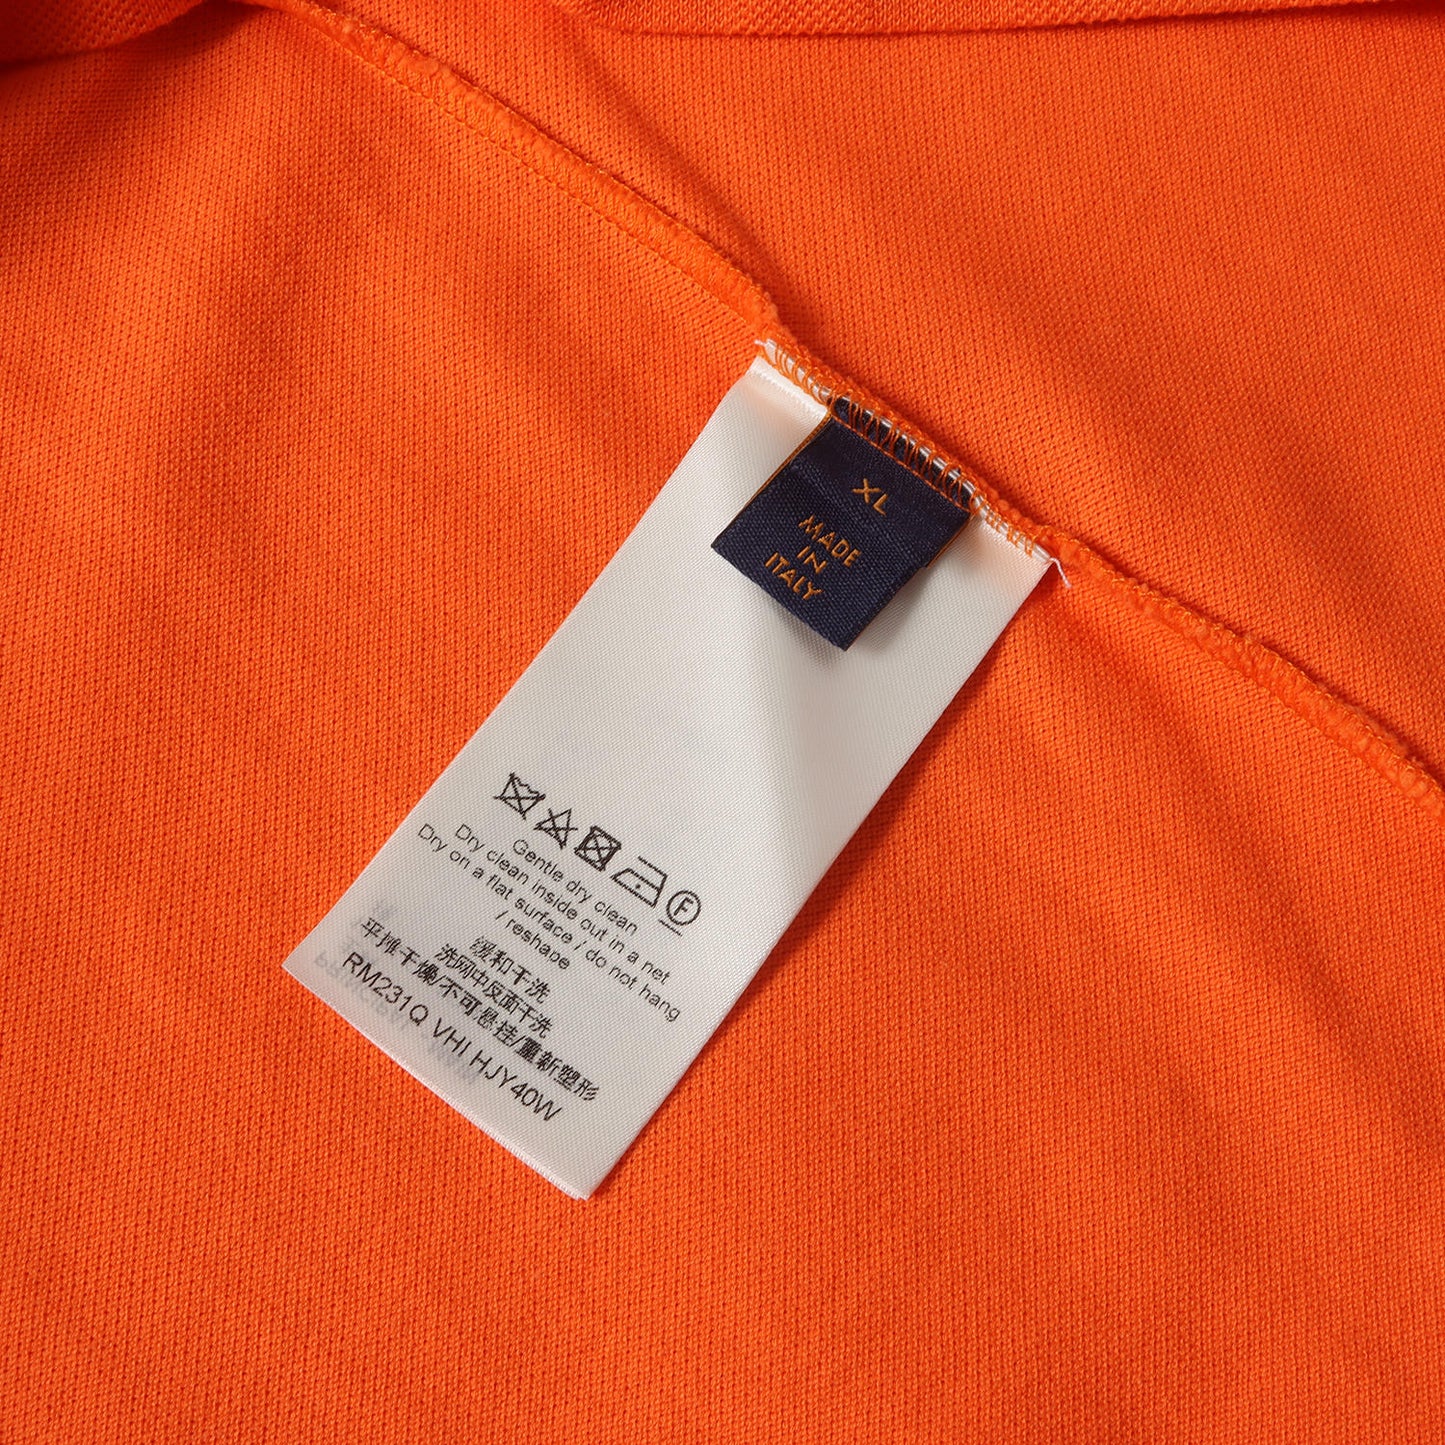 XL
MADE
IN
ITALY
F
Gentle dry clean
Dry clean inside out in a net
Dry on a flat surface / do not hang
/ reshape
缓和干洗
洗网中反面干洗
平摊干燥/不可悬挂/重新塑形
RM231Q VHI HJY40W